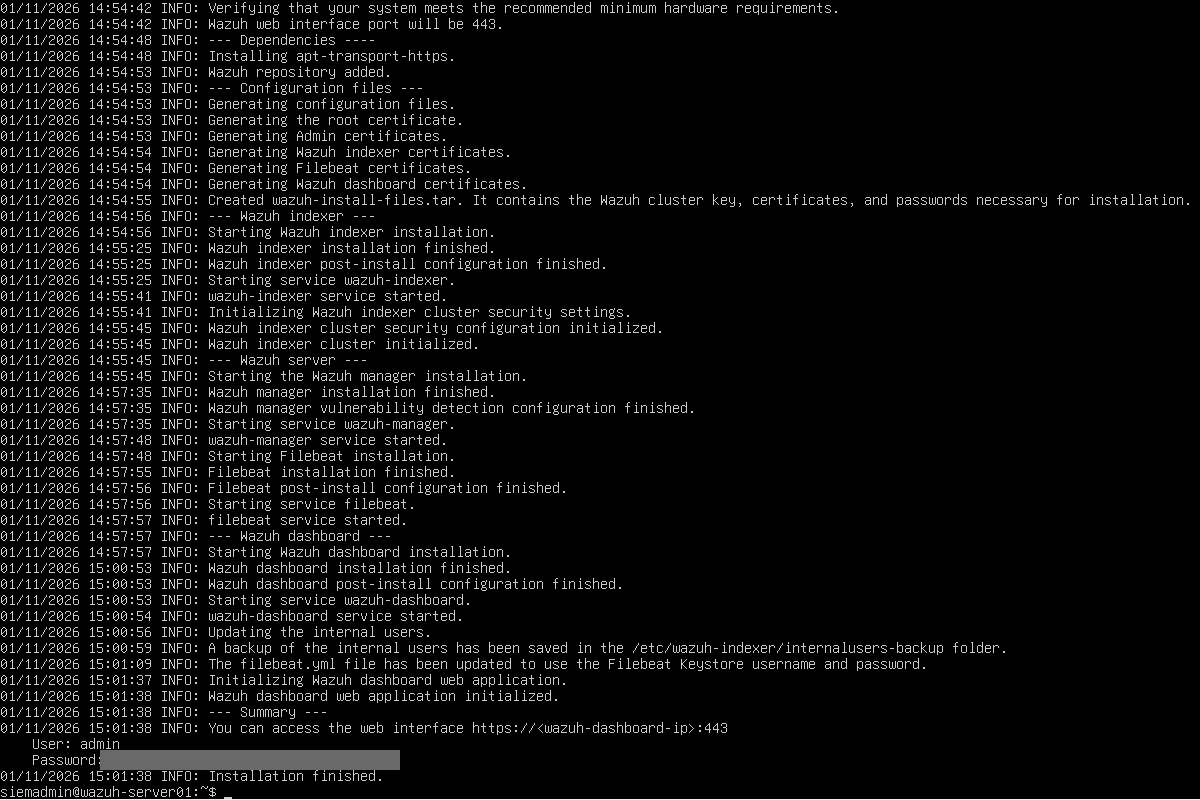 01/11/2026 14:54:42 INFO: Verifying that your system meets the recommended minimum hardware requirements.
01/11/2026 14:54:42 INFO: Wazuh web interface port will be 443.
01/11/2026 14:54:48 INFO: --- Dependencies ----
01/11/2026 14:54:48 INFO: Installing apt-transport-https.
01/11/2026 14:54:53 INFO: Wazuh repository added.
01/11/2026 14:54:53 INFO: --- Configuration files ---
01/11/2026 14:54:53 INFO: Generating configuration files.
01/11/2026 14:54:53 INFO: Generating the root certificate.
01/11/2026 14:54:53 INFO: Generating Admin certificates.
01/11/2026 14:54:54 INFO: Generating Wazuh indexer certificates.
01/11/2026 14:54:54 INFO: Generating Filebeat certificates.
01/11/2026 14:54:54 INFO: Generating Wazuh dashboard certificates.
01/11/2026 14:54:55 INFO: Created wazuh-install-files.tar. It contains the Wazuh cluster key, certificates, and passwords necessary for installation.
01/11/2026 14:54:56 INFO: --- Wazuh indexer ---
01/11/2026 14:54:56 INFO: Starting Wazuh indexer installation.
01/11/2026 14:55:25 INFO: Wazuh indexer installation finished.
01/11/2026 14:55:25 INFO: Wazuh indexer post-install configuration finished.
01/11/2026 14:55:25 INFO: Starting service wazuh-indexer.
01/11/2026 14:55:41 INFO: wazuh-indexer service started.
01/11/2026 14:55:41 INFO: Initializing Wazuh indexer cluster security settings.
01/11/2026 14:55:45 INFO: Wazuh indexer cluster security configuration initialized.
01/11/2026 14:55:45 INFO: Wazuh indexer cluster initialized.
01/11/2026 14:55:45 INFO: --- Wazuh server ---
01/11/2026 14:55:45 INFO: Starting the Wazuh manager installation.
01/11/2026 14:57:35 INFO: Wazuh manager installation finished.
01/11/2026 14:57:35 INFO: Wazuh manager vulnerability detection configuration finished.
01/11/2026 14:57:35 INFO: Starting service wazuh-manager.
01/11/2026 14:57:48 INFO: wazuh-manager service started.
01/11/2026 14:57:48 INFO: Starting Filebeat installation.
01/11/2026 14:57:55 INFO: Filebeat installation finished.
01/11/2026 14:57:56 INFO: Filebeat post-install configuration finished.
01/11/2026 14:57:56 INFO: Starting service filebeat.
01/11/2026 14:57:57 INFO: filebeat service started.
01/11/2026 14:57:57 INFO: --- Wazuh dashboard ---
01/11/2026 14:57:57 INFO: Starting Wazuh dashboard installation.
01/11/2026 15:00:53 INFO: Wazuh dashboard installation finished.
01/11/2026 15:00:53 INFO: Wazuh dashboard post-install configuration finished.
01/11/2026 15:00:53 INFO: Starting service wazuh-dashboard.
01/11/2026 15:00:54 INFO: wazuh-dashboard service started.
01/11/2026 15:00:56 INFO: Updating the internal users.
01/11/2026 15:00:59 INFO: A backup of the internal users has been saved in the /etc/wazuh-indexer/internalusers-backup folder.
01/11/2026 15:01:09 INFO: The filebeat.yml file has been updated to use the Filebeat Keystore username and password.
01/11/2026 15:01:37 INFO: Initializing Wazuh dashboard web application.
01/11/2026 15:01:38 INFO: Wazuh dashboard web application initialized.
01/11/2026 15:01:38 INFO: --- Summary ---
01/11/2026 15:01:38 INFO: You can access the web interface https://<wazuh-dashboard-ip>:443
User: admin
Password:
01/11/2026 15:01:38 INFO: Installation finished.
siemadmin@wazuh-server01:~$ _